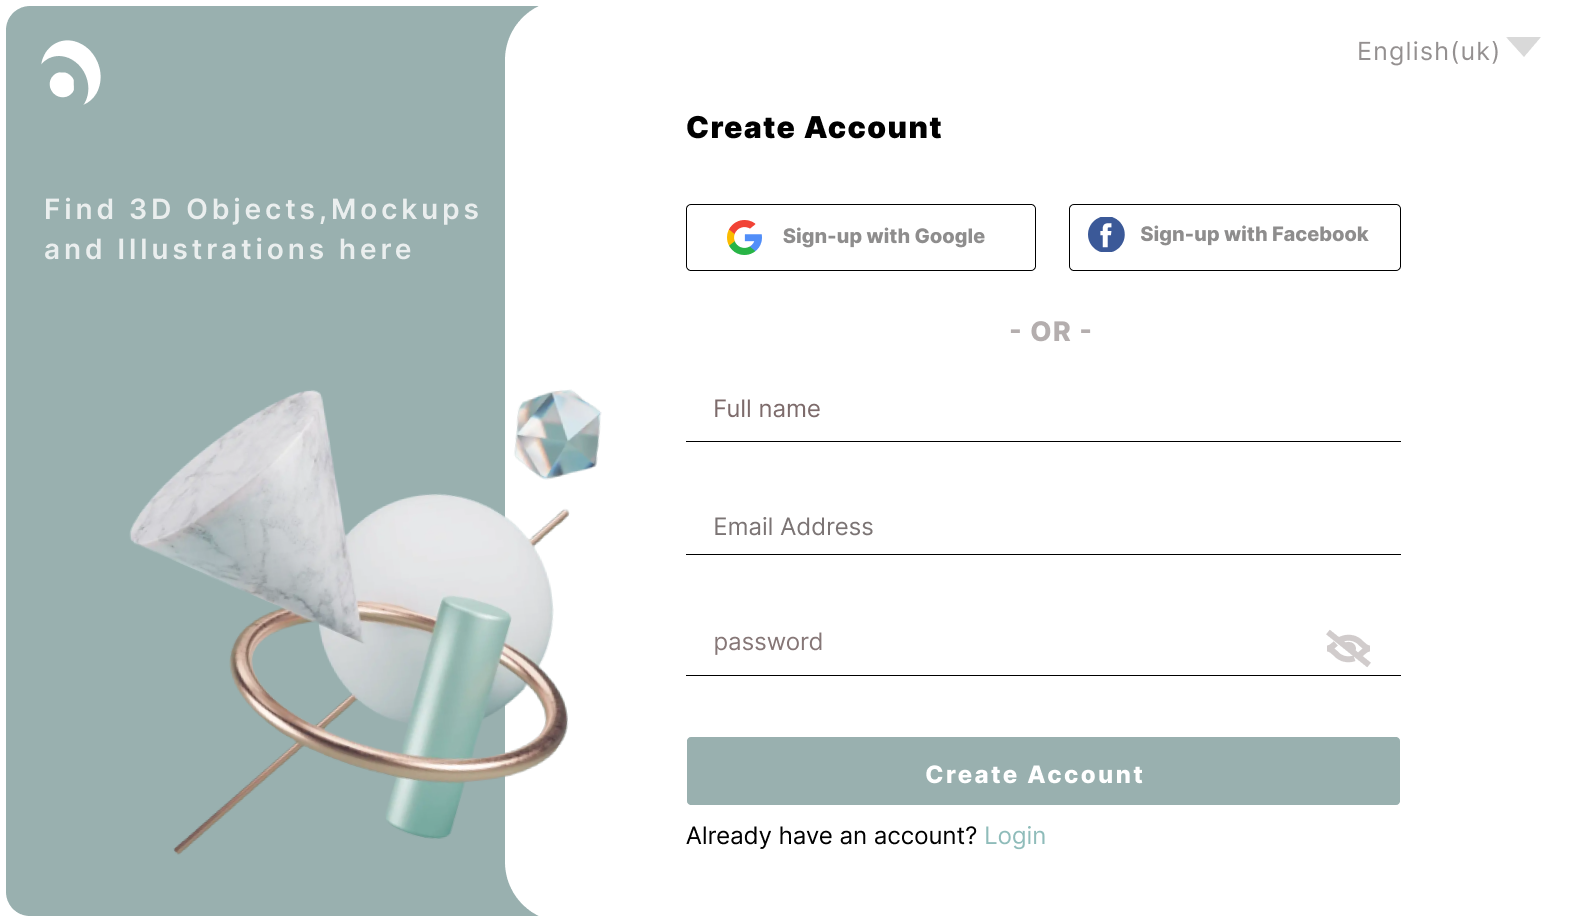 English(uk)
Create Account
Find 3D Objects,Mockups
and Illustrations here
Sign-up with Google
Sign-up with Facebook
- OR -
Full name
Email Address
password
Create Account
Already have an account? Login